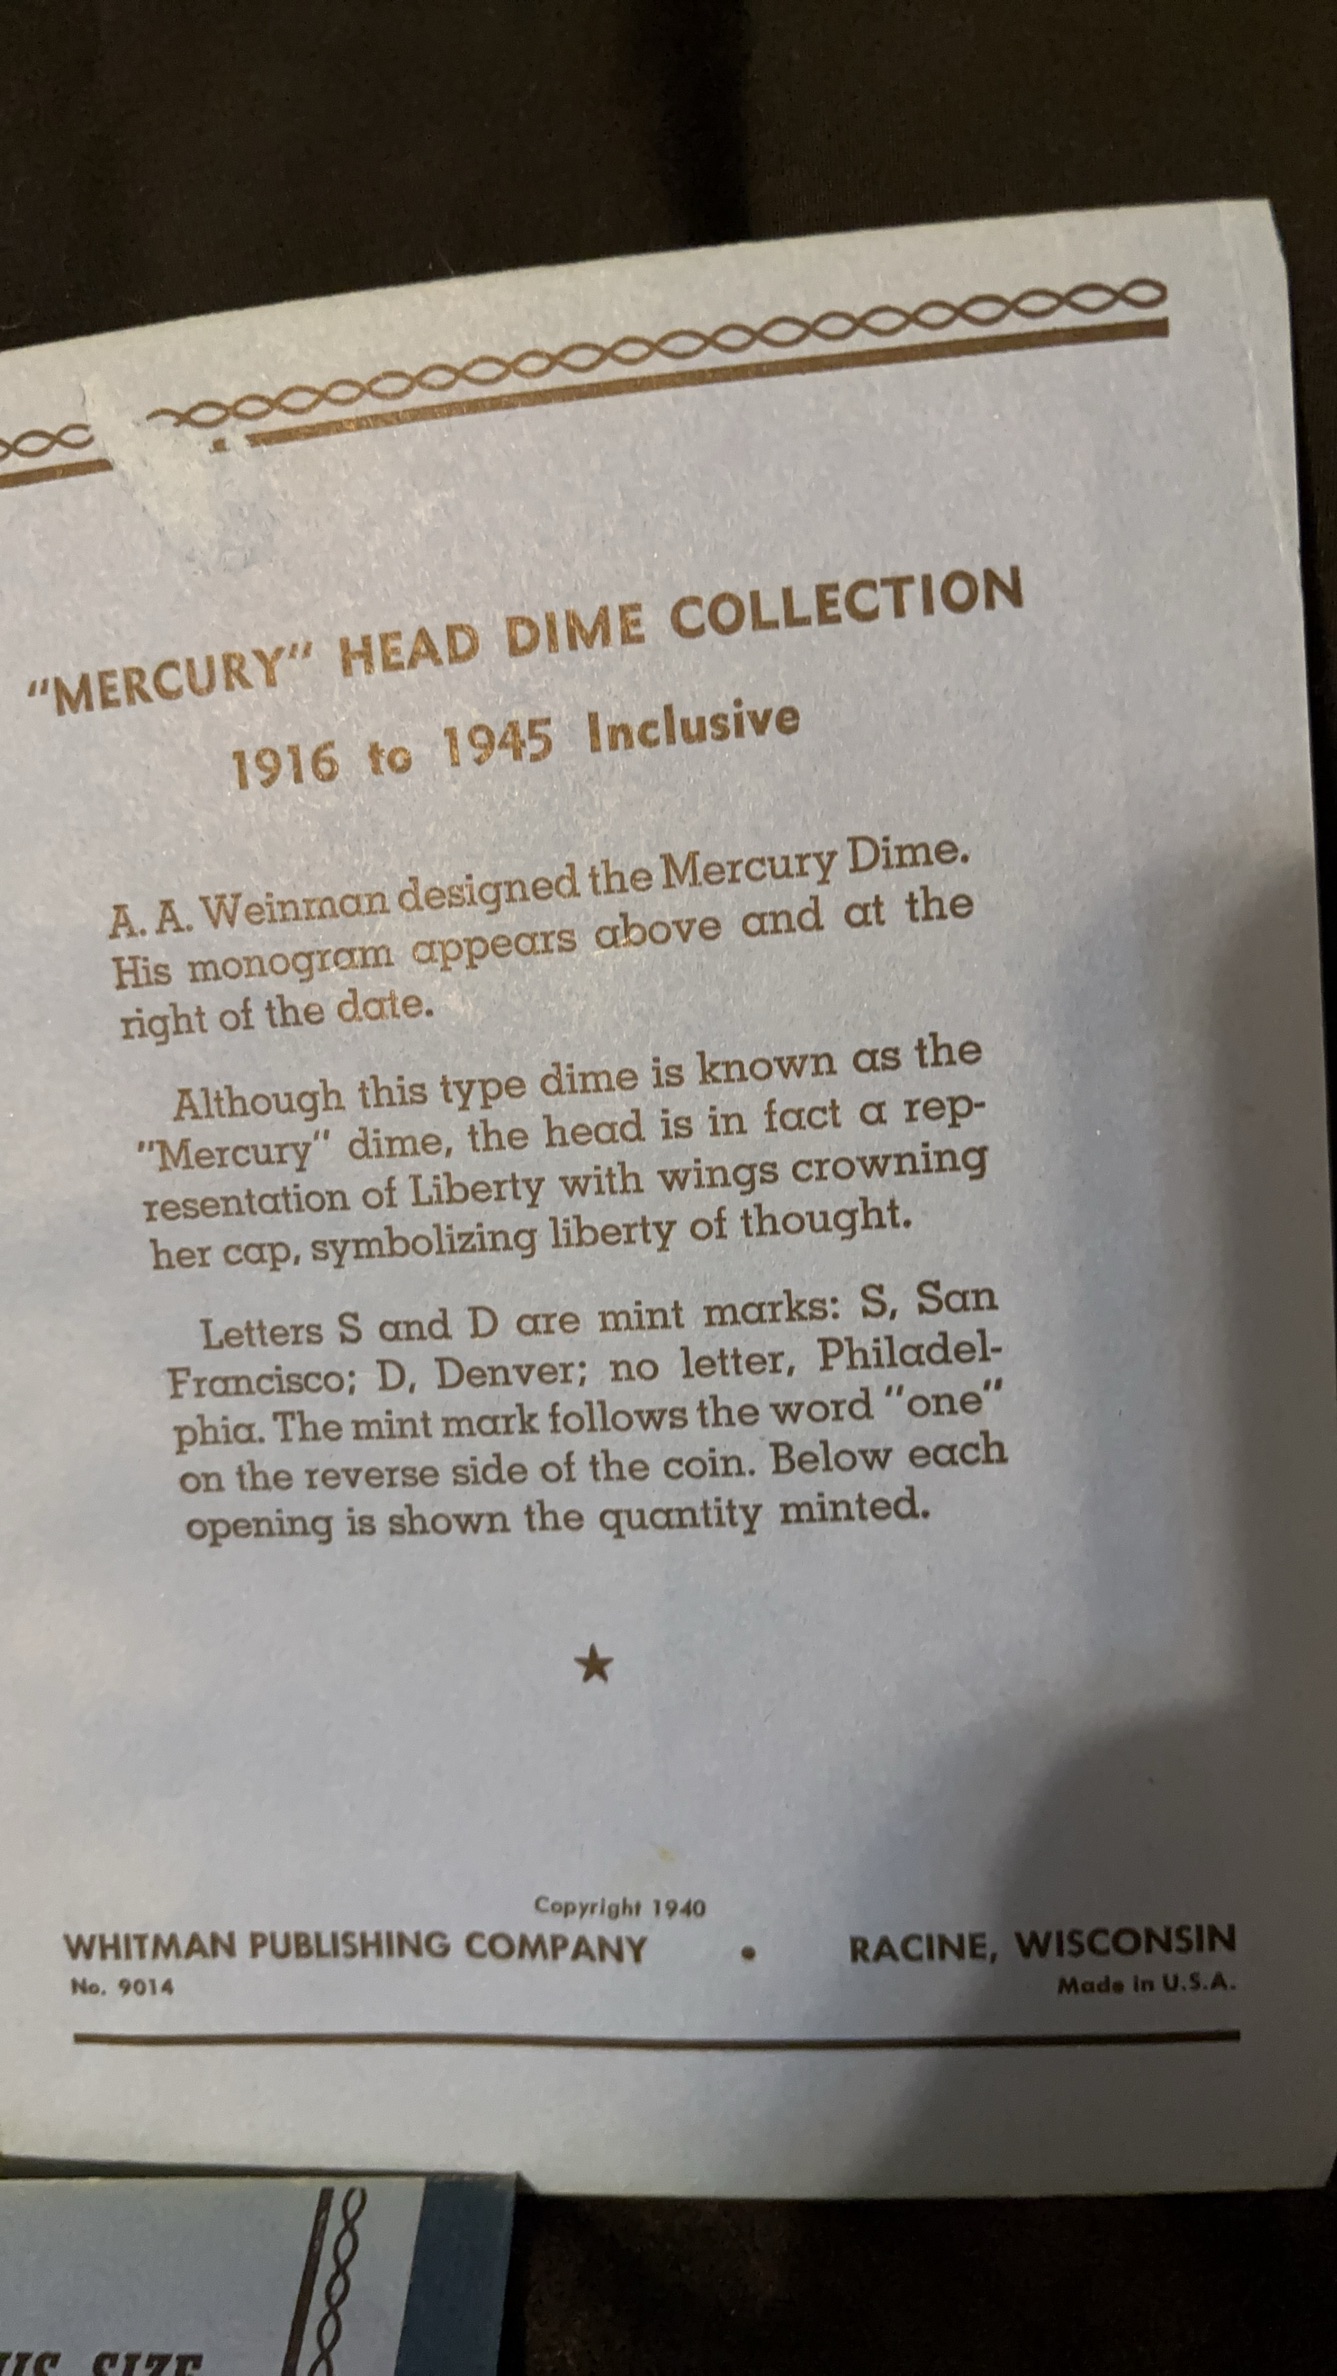 "MERCURY" HEAD DIME COLLECTION
1916 to 1945 Inclusive
A. A. Weinman designed the Mercury Dime.
His monogram appears above and at the
right of the date.
Although this type dime is known as the
"Mercury" dime, the head is in fact a rep-
resentation of Liberty with wings crowning
her cap, symbolizing liberty of thought.
Letters S and D are mint marks: S, San
Francisco; D, Denver; no letter, Philadel-
phia. The mint mark follows the word "one"
on the reverse side of the coin. Below each
opening is shown the quantity minted.
Copyright 1940
WHITMAN PUBLISHING COMPANY • RACINE, WISCONSIN
No. 9014 Made in U.S.A.
SIZE